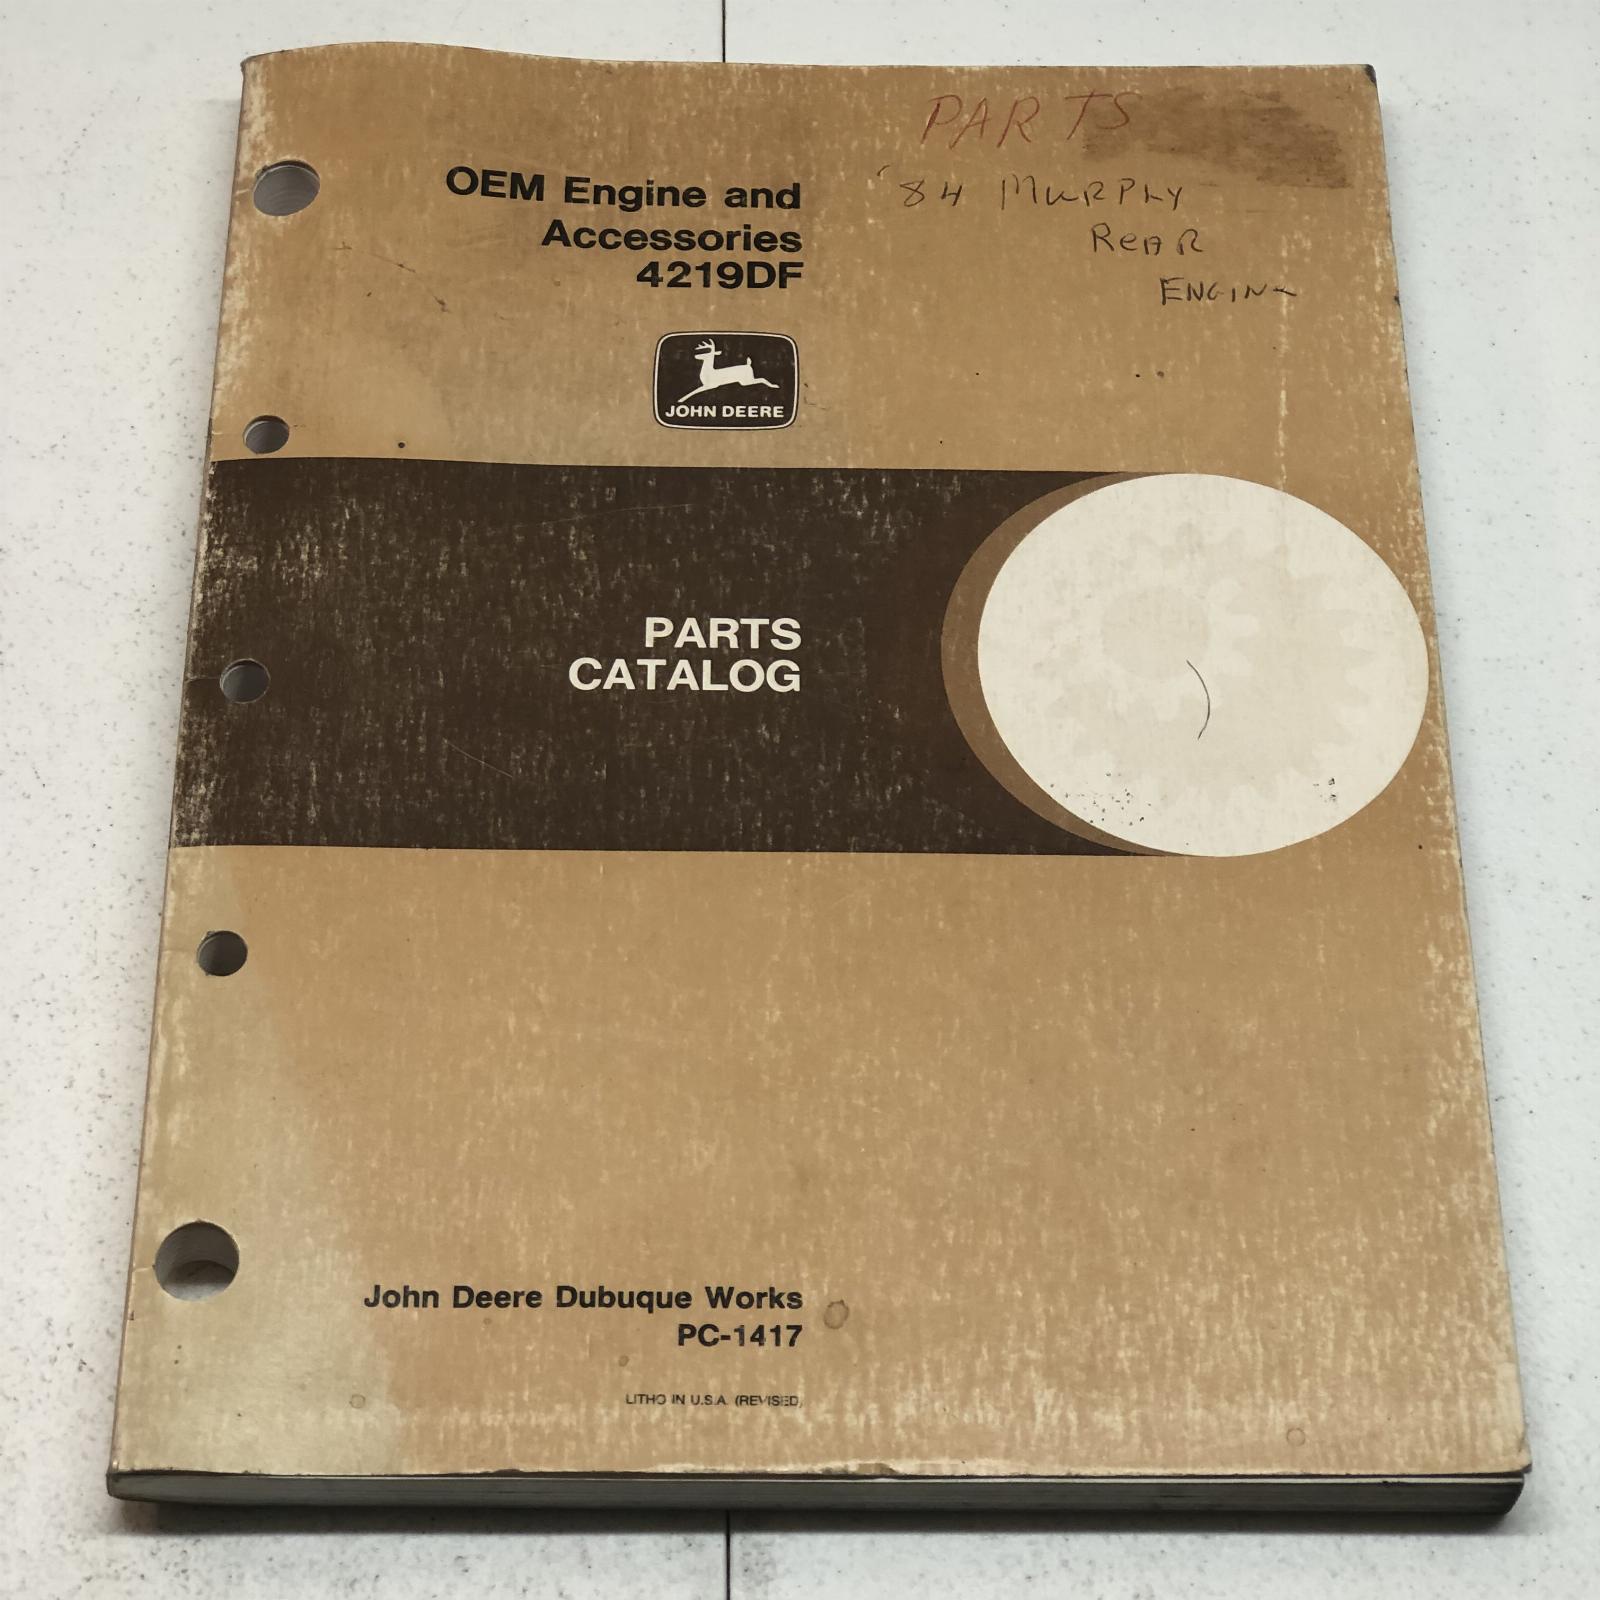 PARTS
'84 MURPHY
REAR
ENGINE
OEM Engine and
Accessories
4219DF
JOHN DEERE
PARTS
CATALOG
John Deere Dubuque Works
PC-1417
LITHO IN U.S.A. (REVISED)